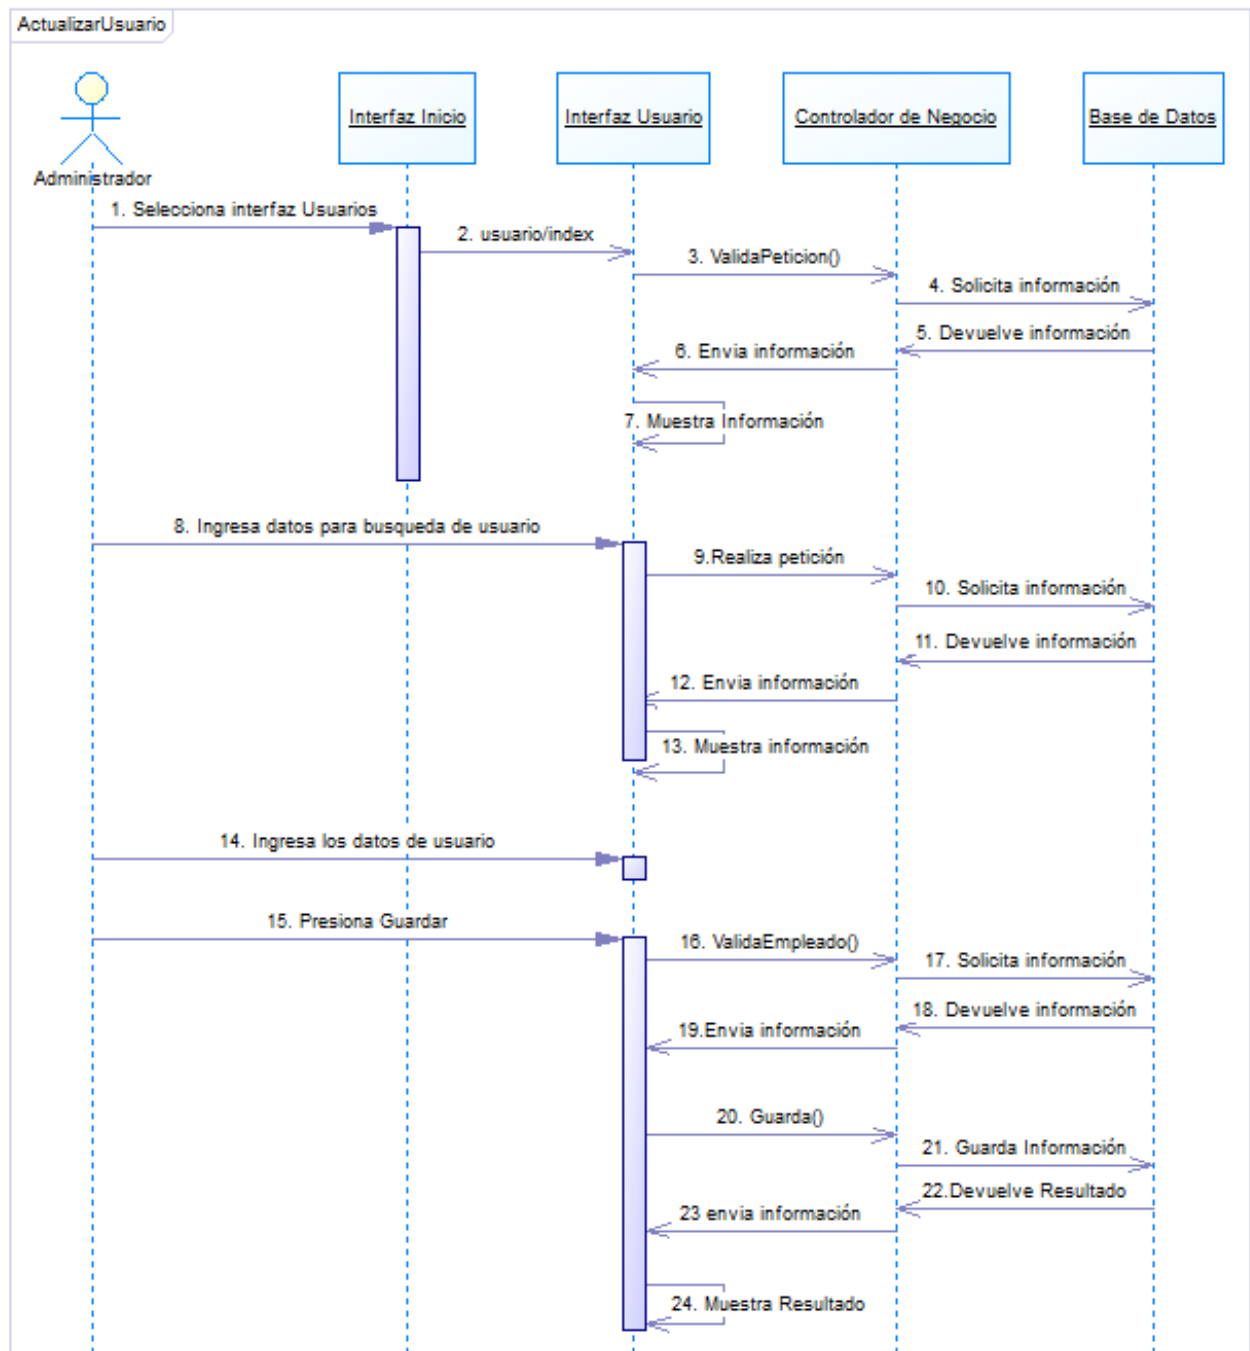 ActualizarUsuario
Administrador
Interfaz Inicio
Interfaz Usuario
Controlador de Negocio
Base de Datos
1. Selecciona interfaz Usuarios
2. usuario/index
3. ValidaPeticion()
4. Solicita información
5. Devuelve información
6. Envia información
7. Muestra Información
8. Ingresa datos para busqueda de usuario
9.Realiza petición
10. Solicita información
11. Devuelve información
12. Envia información
13. Muestra información
14. Ingresa los datos de usuario
15. Presiona Guardar
16. ValidaEmpleado()
17. Solicita información
18. Devuelve información
19.Envia información
20. Guarda()
21. Guarda Información
22.Devuelve Resultado
23 envia información
24. Muestra Resultado